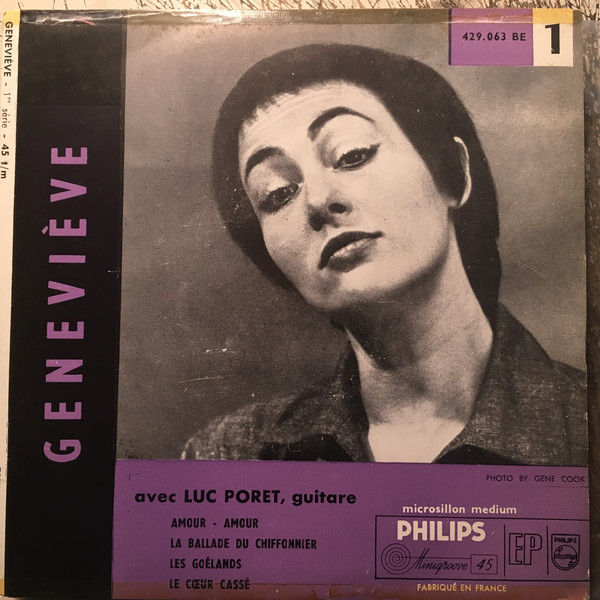 GENEVIÈVE - 1re série - 45 t/m
429.063 BE
1
GENEVIÈVE
PHOTO BY GENE COOK
avec LUC PORET, guitare
AMOUR - AMOUR
LA BALLADE DU CHIFFONNIER
LES GOÉLANDS
LE CŒUR CASSÉ
microsillon medium
PHILIPS
Minigroove 45
EP
PHILIPS
FABRIQUÉ EN FRANCE